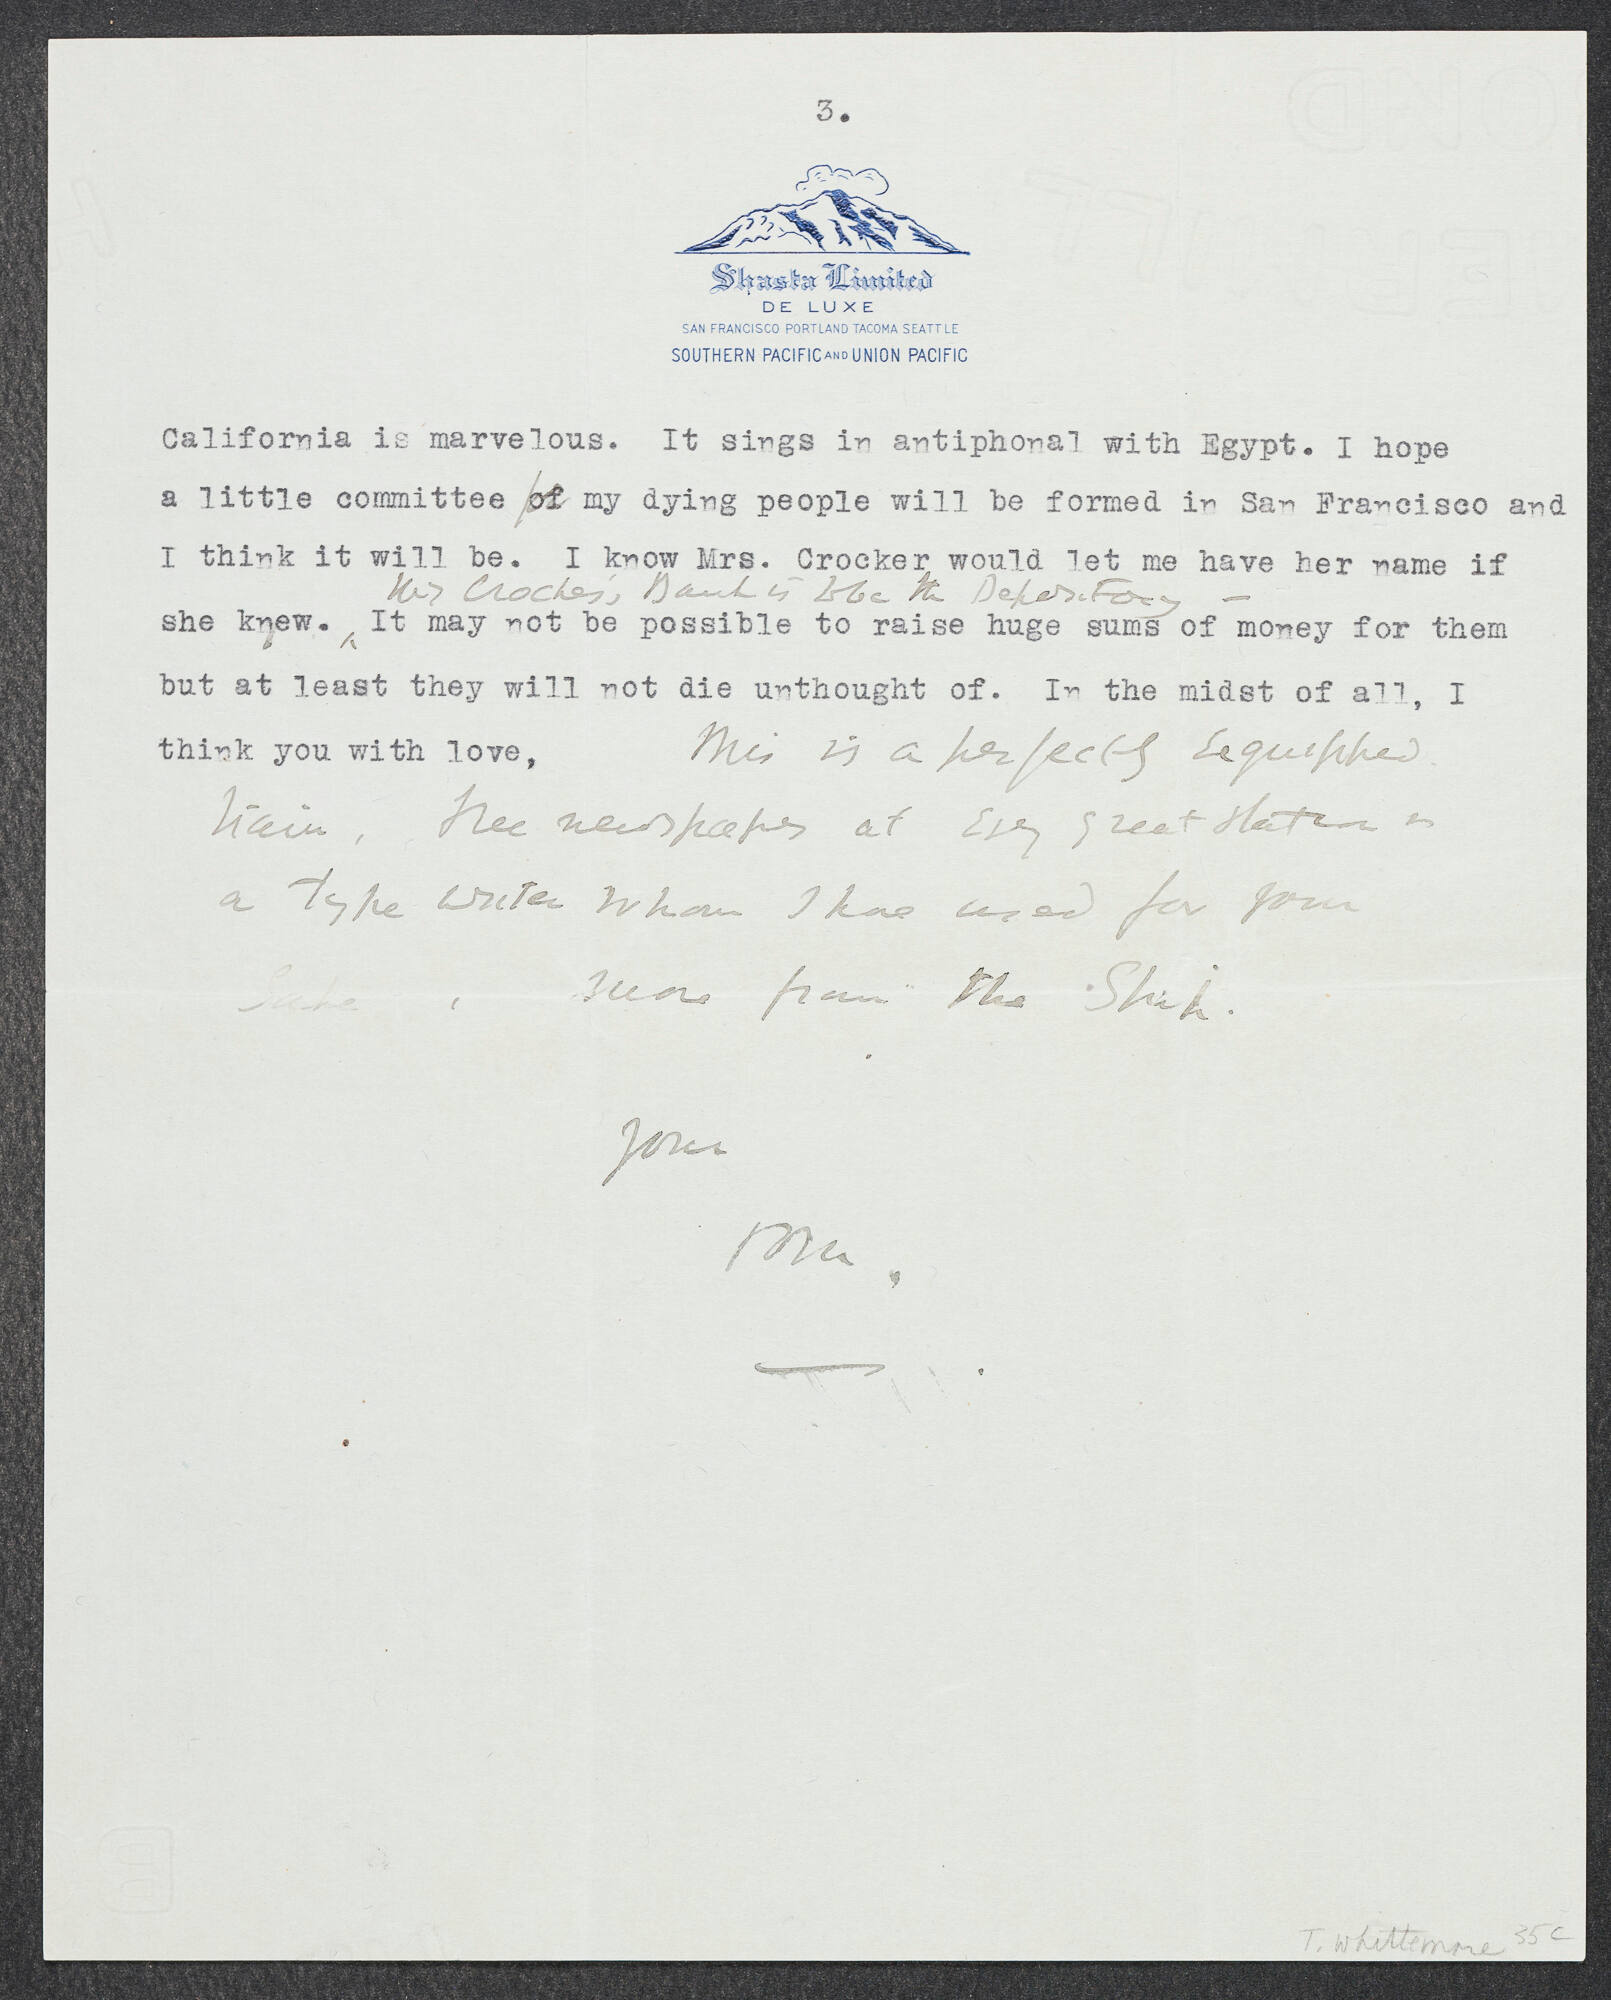 3.
Shasta Limited
DE LUXE
SAN FRANCISCO PORTLAND TACOMA SEATTLE
SOUTHERN PACIFIC AND UNION PACIFIC
California is marvelous. It sings in antiphonal with Egypt. I hope
a little committee of my dying people will be formed in San Francisco and
I think it will be. I know Mrs. Crocker would let me have her name if
Mrs Crocker's Bank is to be the Depository –
she knew. ^ It may not be possible to raise huge sums of money for them
but at least they will not die unthought of. In the midst of all, I
think you with love,
This is a perfectly equipped
train, free newspapers at every great station &
a type writer whom I have used for your
sake, more from the Ship.
Your
Tom.
T. Whittemore 35c